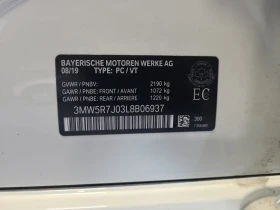 BAYERISCHE MOTOREN WERKE AG
08/19 TYPE: PC / VT
GVWR / PNBV: 2190 kg
GAWR / PNBE FRONT / AVANT: 1072 kg
GAWR / PNBE REAR / ARRIERE: 1220 kg
3MW5R7J03L8B06937
EC
300